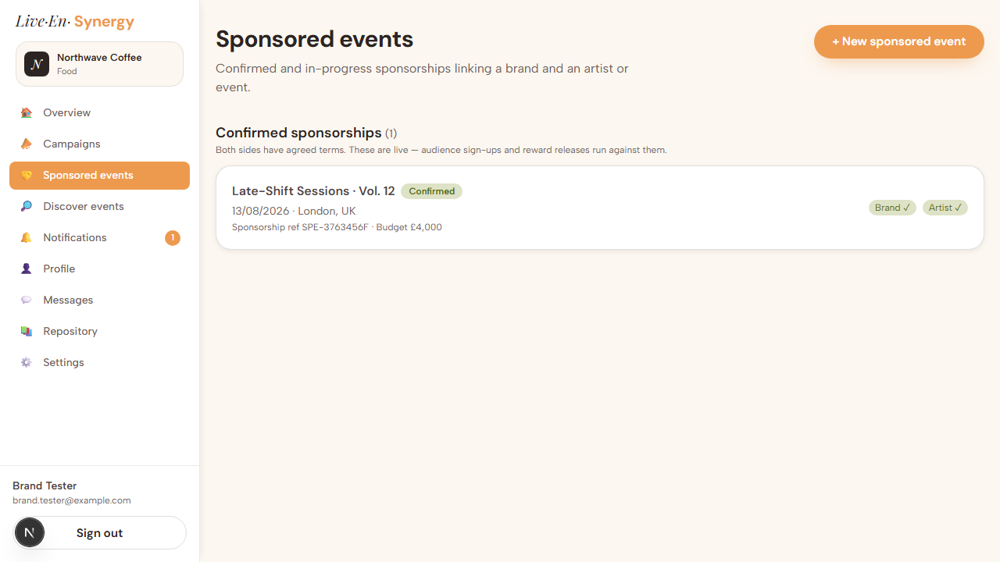 Live·En· Synergy
N
Northwave Coffee
Food
Overview
Campaigns
Sponsored events
Discover events
Notifications 1
Profile
Messages
Repository
Settings
Brand Tester
brand.tester@example.com
N Sign out
Sponsored events
+ New sponsored event
Confirmed and in-progress sponsorships linking a brand and an artist or
event.
Confirmed sponsorships (1)
Both sides have agreed terms. These are live — audience sign-ups and reward releases run against them.
Late-Shift Sessions · Vol. 12 Confirmed
13/08/2026 · London, UK
Sponsorship ref SPE-3763456F · Budget £4,000
Brand ✓ Artist ✓